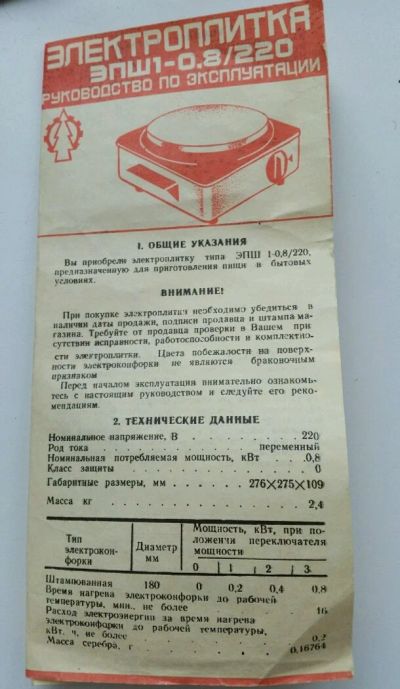 ЭЛЕКТРОПЛИТКА
ЭПШ1-0.8/220
РУКОВОДСТВО ПО ЭКСПЛУАТАЦИИ
1. ОБЩИЕ УКАЗАНИЯ
Вы приобрели электроплитку типа ЭПШ 1-0,8/220,
предназначенную для приготовления пищи в бытовых
условиях.
ВНИМАНИЕ!
При покупке электроплитки необходимо убедиться в
наличии даты продажи, подписи продавца и штампа ма-
газина. Требуйте от продавца проверки в Вашем при
сутствии исправности, работоспособности и комплектно-
сти электроплитки. Цвета побежалости на поверх-
ности электроконфорки не являются браковочным
признаком
Перед началом эксплуатации внимательно ознакомь-
тесь с настоящим руководством и следуйте его реко-
мендациям.
2. ТЕХНИЧЕСКИЕ ДАННЫЕ
Номинальное напряжение, В . . . . . . . . 220
Род тока . . . . . . . переменный
Номинальная потребляемая мощность, кВт . . 0,8
Класс защиты . . . . . . . . . . 0
Габаритные размеры, мм . . . . 276×275×109
Масса кг . . . . . . . . . . 2,4
Тип электрокон-форки Диаметр мм Мощность, кВт, при по-ложении переключателя мощности
0 1 2 3
Штампованная 180 0 0,2 0,4 0.8
Время нагрева электроконфорки до рабочей
температуры, мин., не более . . . . . 16
Расход электроэнергии за время нагрева
электроконфорки до рабочей температуры,
кВт. ч, не более . . . . . . . 0,2
Масса серебра, г . . . . . . 0,16764